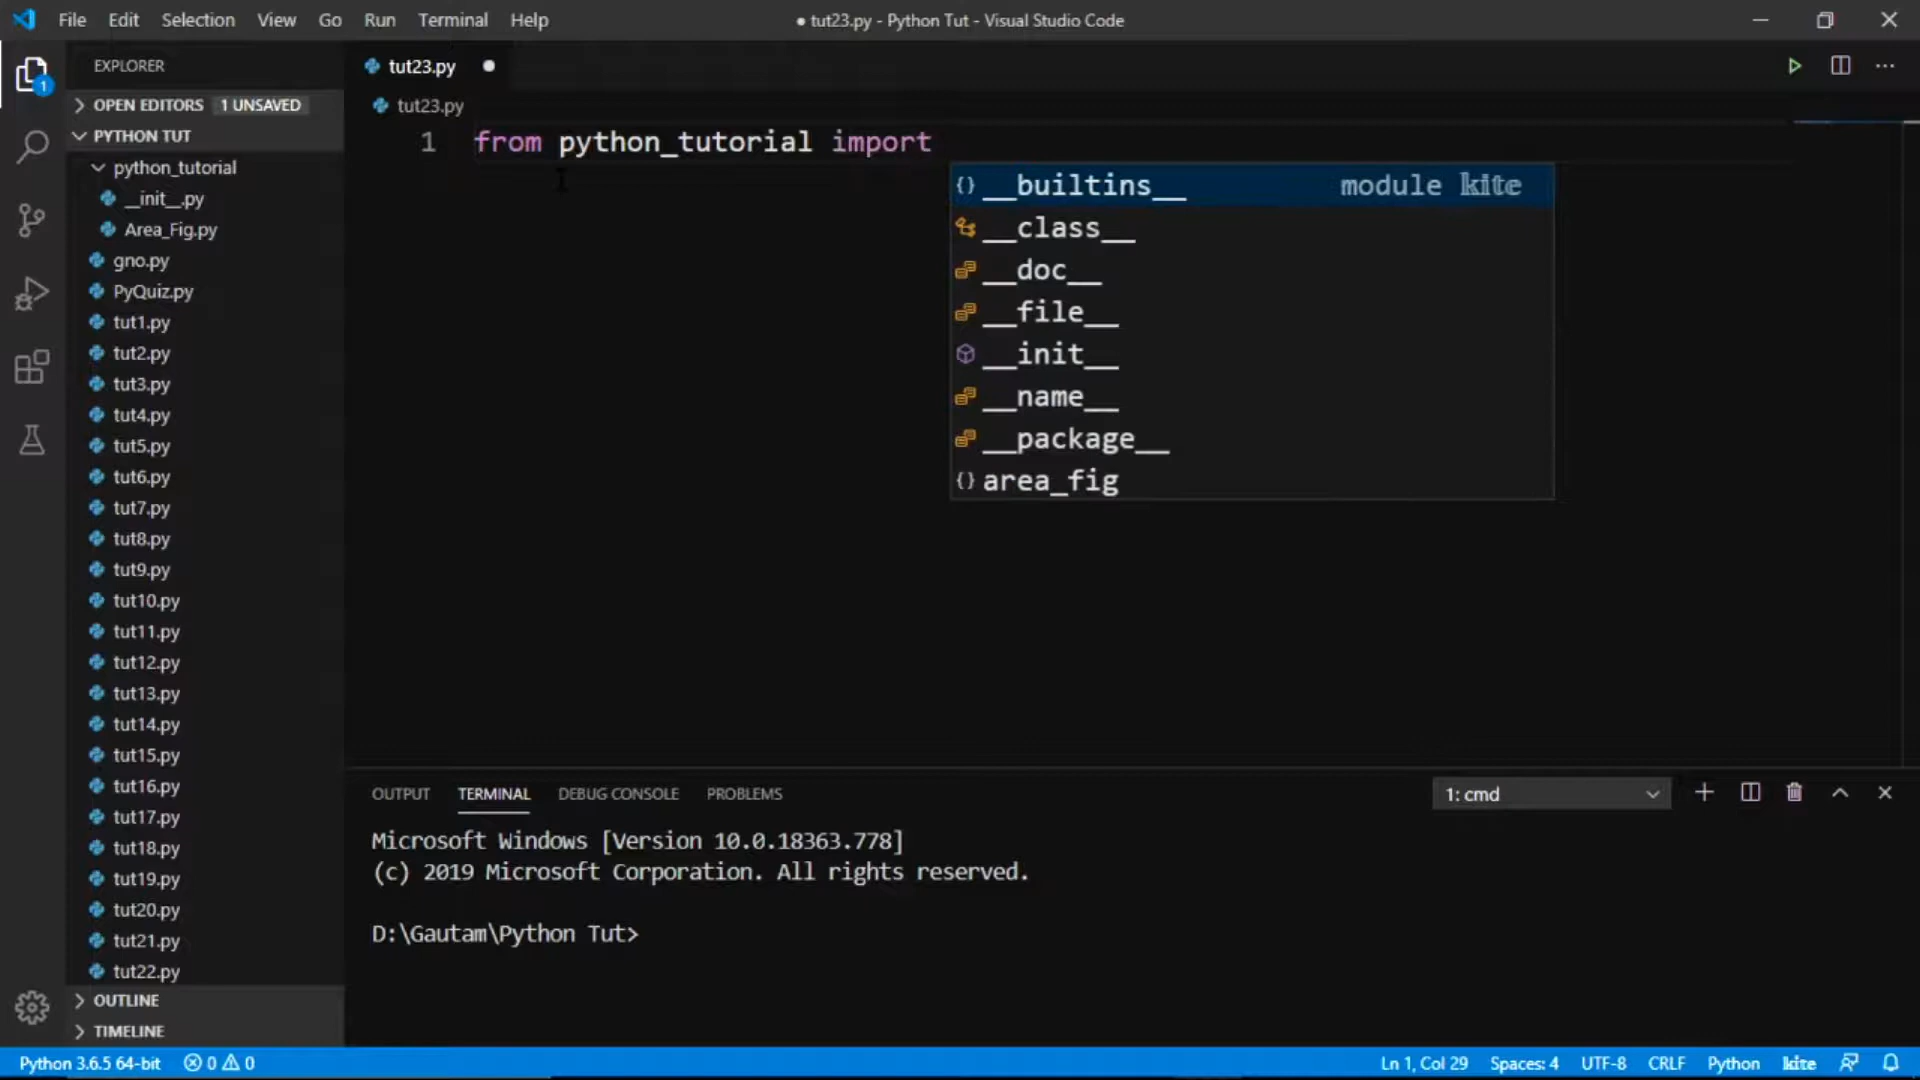 File Edit Selection View Go Run Terminal Help
● tut23.py - Python Tut - Visual Studio Code
EXPLORER
1
OPEN EDITORS 1 UNSAVED
PYTHON TUT
python_tutorial
__init__.py
Area_Fig.py
gno.py
PyQuiz.py
tut1.py
tut2.py
tut3.py
tut4.py
tut5.py
tut6.py
tut7.py
tut8.py
tut9.py
tut10.py
tut11.py
tut12.py
tut13.py
tut14.py
tut15.py
tut16.py
tut17.py
tut18.py
tut19.py
tut20.py
tut21.py
tut22.py
OUTLINE
TIMELINE
tut23.py
tut23.py
1 from python_tutorial import
__builtins__ module kite
__class__
__doc__
__file__
__init__
__name__
__package__
area_fig
OUTPUT TERMINAL DEBUG CONSOLE PROBLEMS 1: cmd
Microsoft Windows [Version 10.0.18363.778]
(c) 2019 Microsoft Corporation. All rights reserved.
D:\Gautam\Python Tut>
Python 3.6.5 64-bit 0 0 Ln 1, Col 29 Spaces: 4 UTF-8 CRLF Python kite